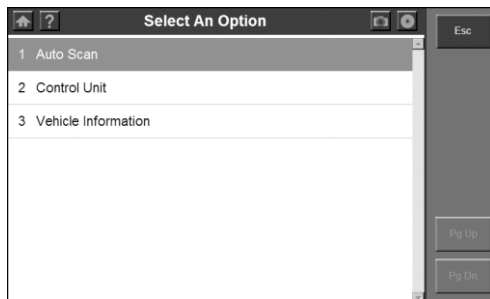 ?
Select An Option
Esc
1 Auto Scan
2 Control Unit
3 Vehicle Information
Pg Up
Pg Dn